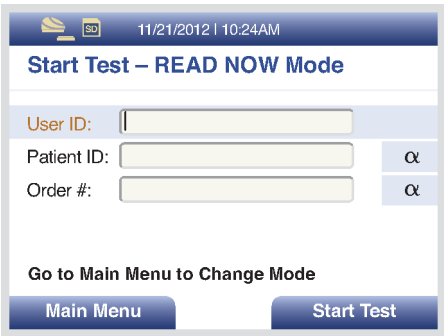 SD 11/21/2012 | 10:24AM
Start Test – READ NOW Mode
User ID:
Patient ID: α
Order #: α
Go to Main Menu to Change Mode
Main Menu Start Test